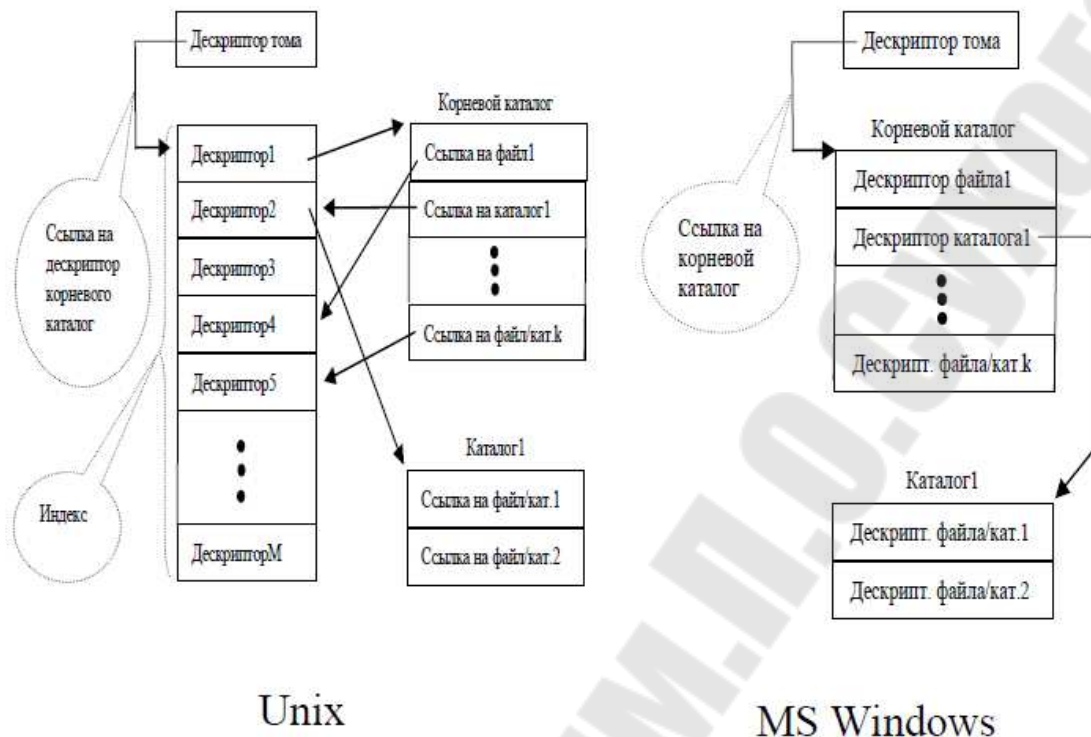 Дескриптор тома
Корневой каталог
Дескриптор1
Дескриптор2
Дескриптор3
Дескриптор4
Дескриптор5
ДескрипторM
Ссылка на файл1
Ссылка на каталог1
Ссылка на файл/кат.k
Ссылка на
дескриптор
корневого
каталог
Индекс
Каталог1
Ссылка на файл/кат.1
Ссылка на файл/кат.2
Unix
Дескриптор тома
Корневой каталог
Дескриптор файла1
Дескриптор каталога1
Дескрипт. файла/кат.k
Ссылка на
корневой
каталог
Каталог1
Дескрипт. файла/кат.1
Дескрипт. файла/кат.2
MS Windows